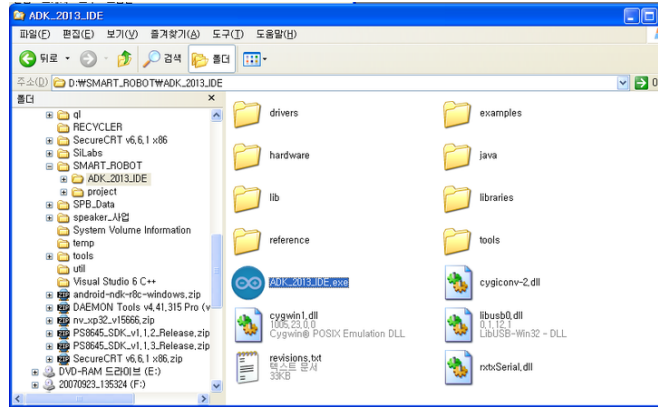 ADK_2013_IDE
파일(F) 편집(E) 보기(V) 즐겨찾기(A) 도구(T) 도움말(H)
뒤로 검색 폴더
주소(D) D:₩SMART_ROBOT₩ADK_2013_IDE
폴더
ql
RECYCLER
SecureCRT v6,6,1 x86
SiLabs
SMART_ROBOT
ADK_2013_IDE
project
SPB_Data
speaker_사업
System Volume Information
temp
tools
util
Visual Studio 6 C++
android-ndk-r8c-windows,zip
DAEMON Tools v4,41,315 Pro (v
nv_xp32_v15666,zip
PS8645_SDK_v1,1,2_Release,zip
PS8645_SDK_v1,1,3_Release,zip
SecureCRT v6,6,1 x86,zip
DVD-RAM 드라이브 (E:)
20070923_135324 (F:)
drivers
examples
hardware
java
lib
libraries
reference
tools
ADK_2013_IDE.exe
cygiconv-2,dll
cygwin1,dll
1005,23,0,0
Cygwin® POSIX Emulation DLL
libusb0,dll
0,1,12,1
LibUSB-Win32 - DLL
revisions,txt
텍스트 문서
33KB
rxtxSerial,dll